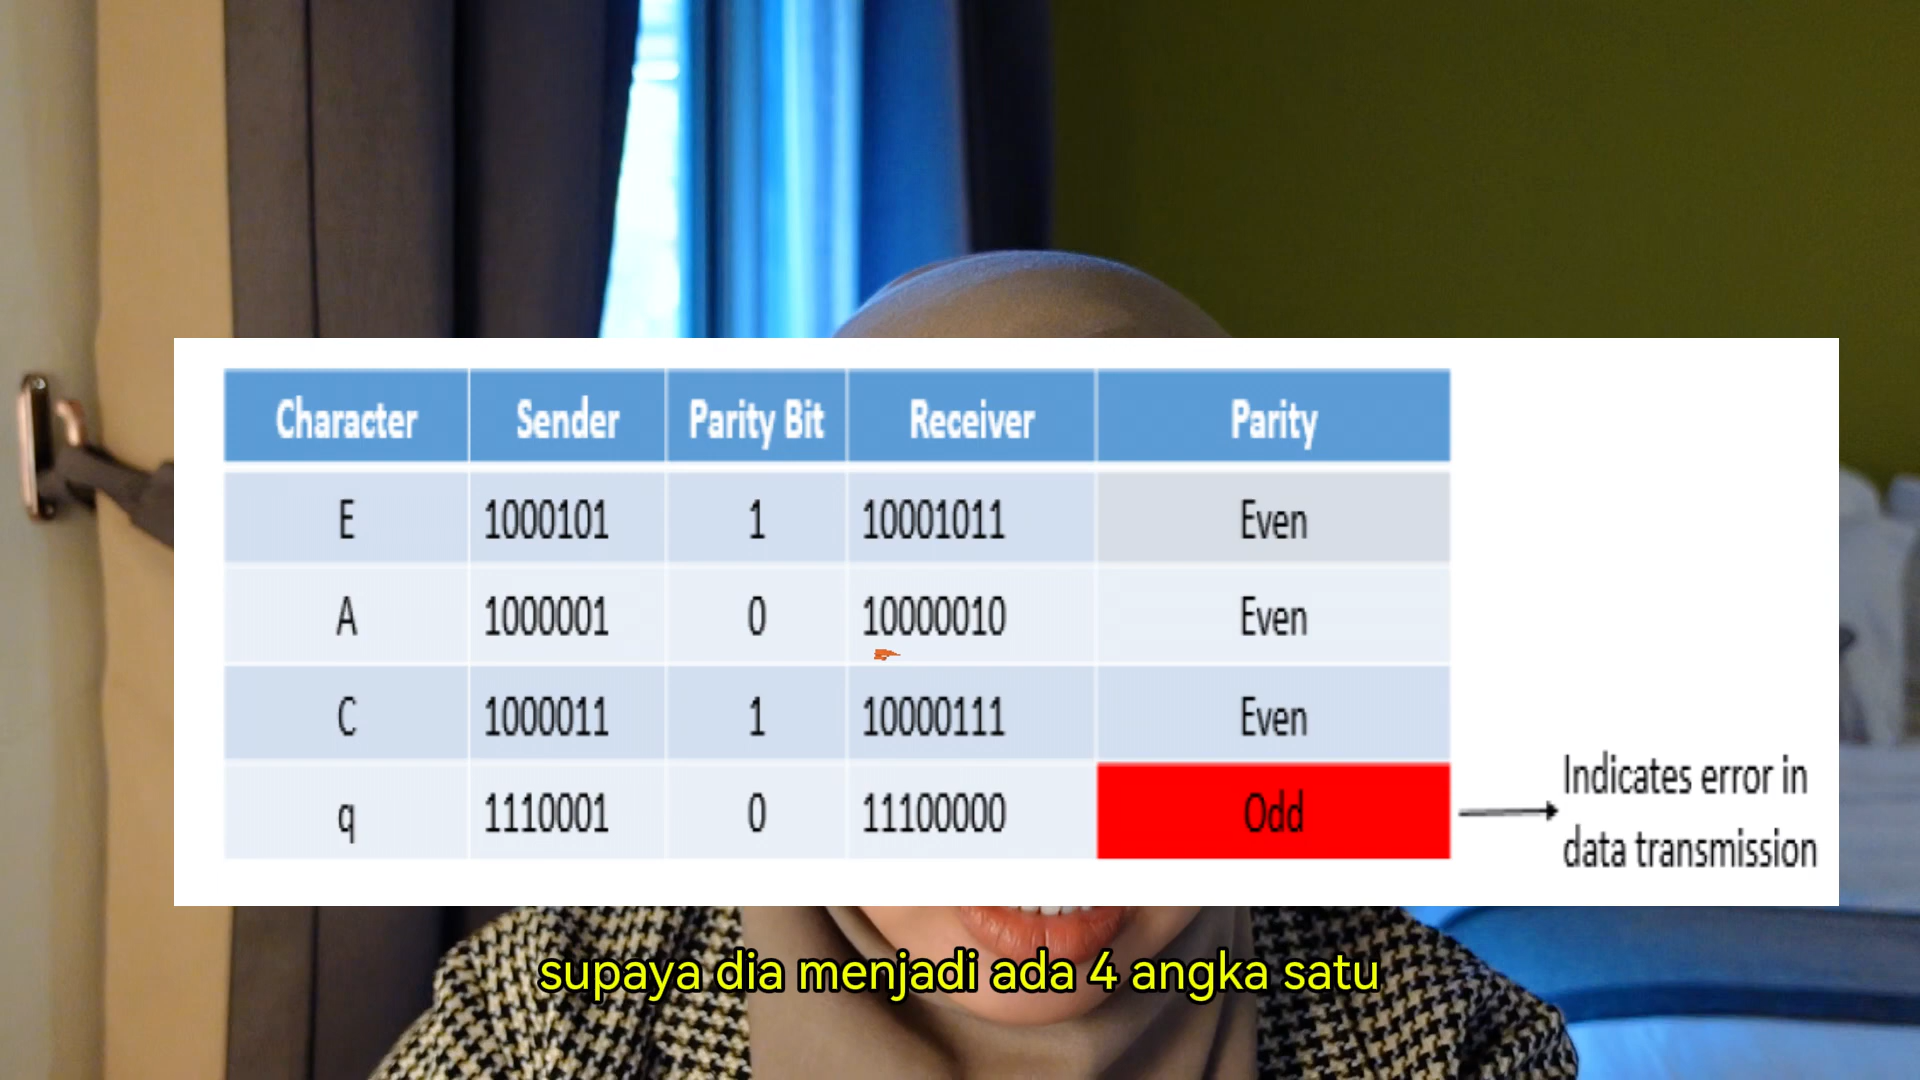 Character Sender Parity Bit Receiver Parity
E 1000101 1 10001011 Even
A 1000001 0 10000010 Even
C 1000011 1 10000111 Even
q 1110001 0 11100000 Odd
Indicates error in
data transmission
supaya dia menjadi ada 4 angka satu